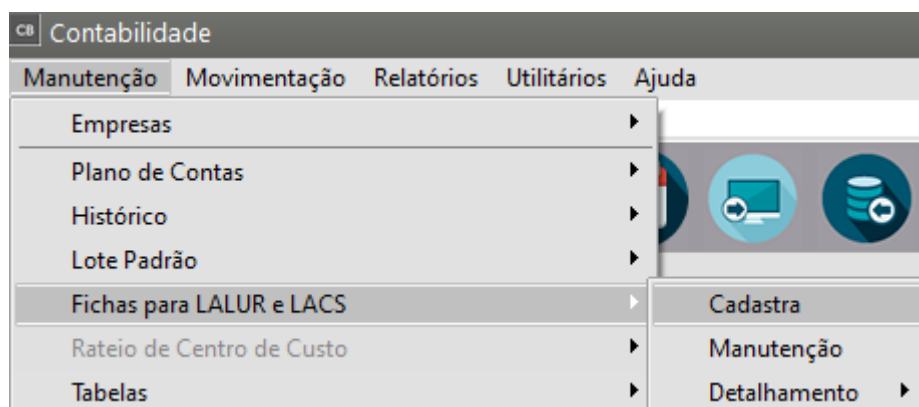 CB Contabilidade
Manutenção Movimentação Relatórios Utilitários Ajuda
Empresas
Plano de Contas
Histórico
Lote Padrão
Fichas para LALUR e LACS
Cadastra
Rateio de Centro de Custo
Manutenção
Tabelas
Detalhamento